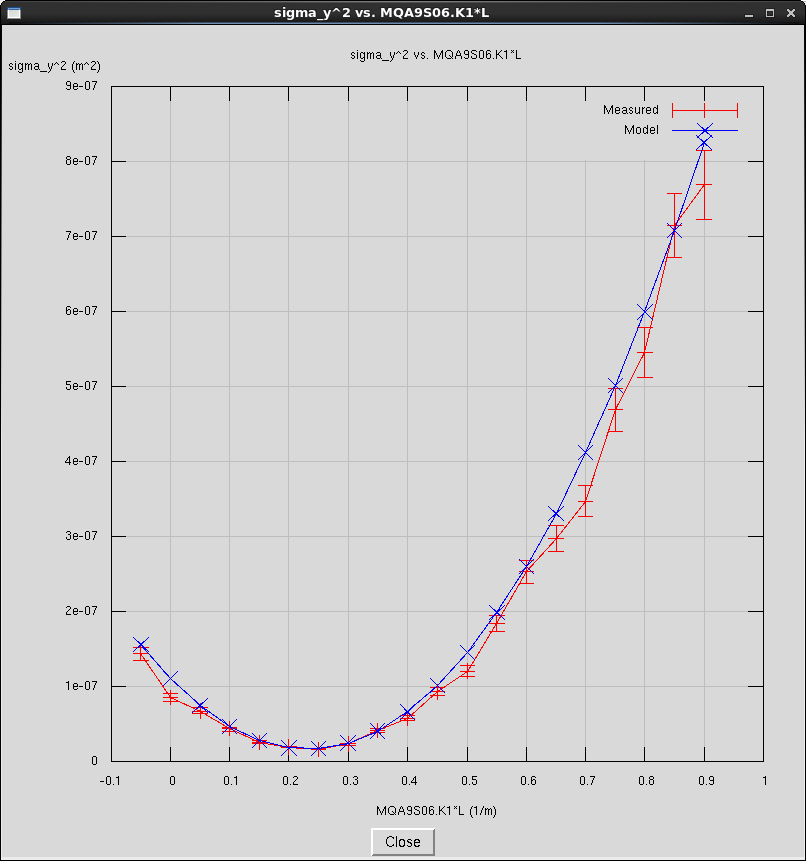 sigma_y^2 vs. MQA9S06.K1*L
sigma_y^2 vs. MQA9S06.K1*L
sigma_y^2 (m^2)
9e-07
Measured
Model
8e-07
7e-07
6e-07
5e-07
4e-07
3e-07
2e-07
1e-07
0
-0.1 0 0.1 0.2 0.3 0.4 0.5 0.6 0.7 0.8 0.9 1
MQA9S06.K1*L (1/m)
Close